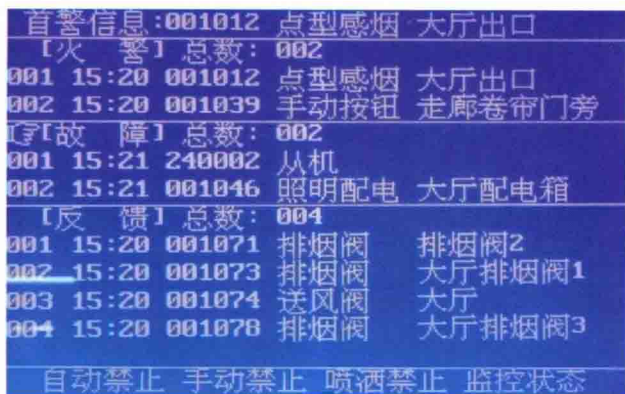 首警信息:001012 点型感烟 大厅出口
[火 警] 总数: 002
001 15:20 001012 点型感烟 大厅出口
002 15:20 001039 手动按钮 走廊卷帘门旁
☞[故 障] 总数: 002
001 15:21 240002 从机
002 15:21 001046 照明配电 大厅配电箱
[反 馈] 总数: 004
001 15:20 001071 排烟阀 排烟阀2
002 15:20 001073 排烟阀 大厅排烟阀1
003 15:20 001074 送风阀 大厅
004 15:20 001078 排烟阀 大厅排烟阀3
自动禁止 手动禁止 喷洒禁止 监控状态